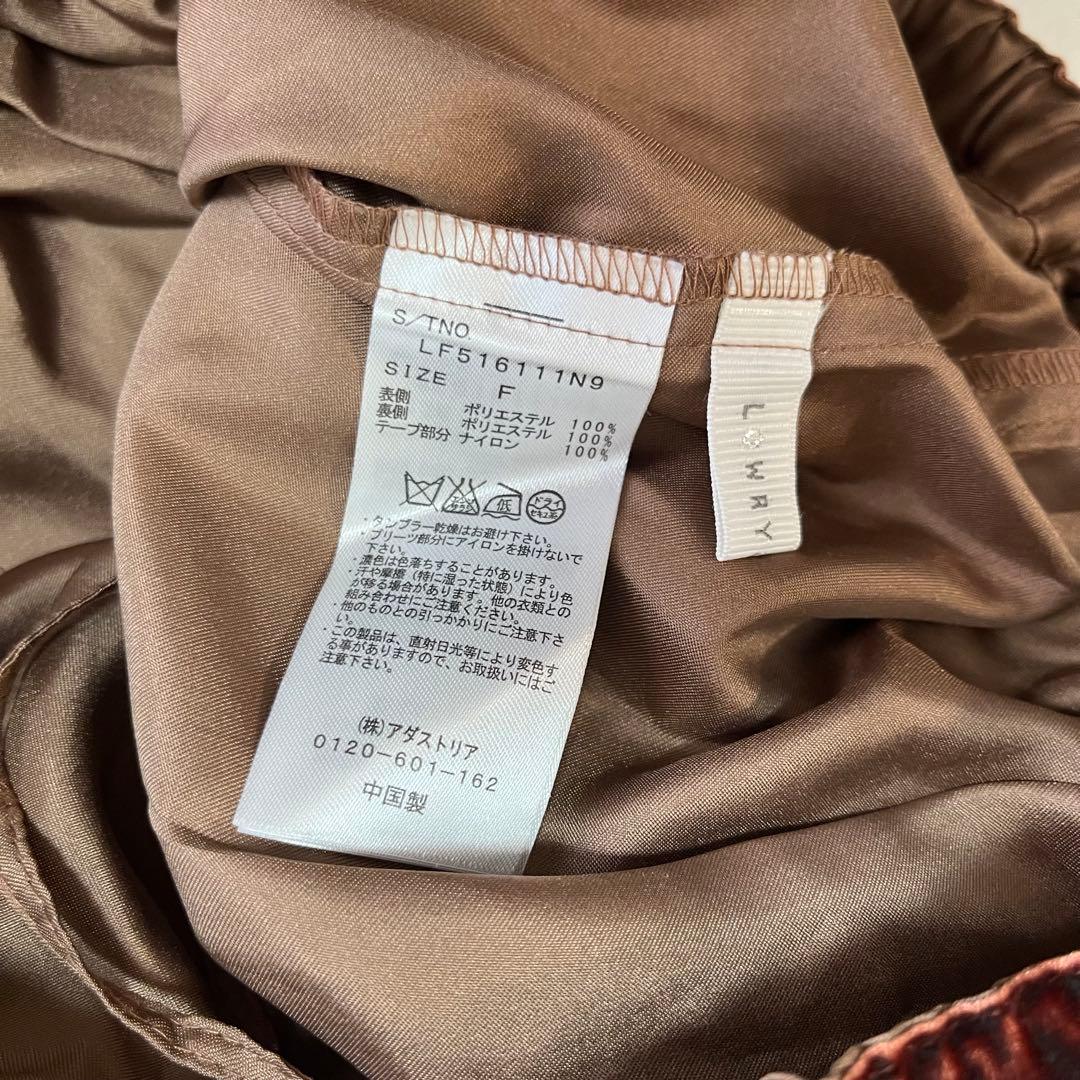 S/TNO
LF516111N9
SIZE
F
表側 ポリエステル 100%
裏側 ポリエステル 100%
テープ部分 ナイロン 100%
低
ドライ
セキユ系
・タンブラー乾燥はお避け下さい。
・プリーツ部分にアイロンを掛けないで
下さい。
・濃色は色落ちすることがあります。
・汗や摩擦（特に湿った状態）により色
が移る場合があります。他の衣類との
組み合わせにご注意ください。
・他のものとの引っかかりにご注意下さ
い。
・この製品は、直射日光等により変色す
る事がありますので、お取扱いにはご
注意下さい。
(株)アダストリア
0120-601-162
中国製
LOWRY